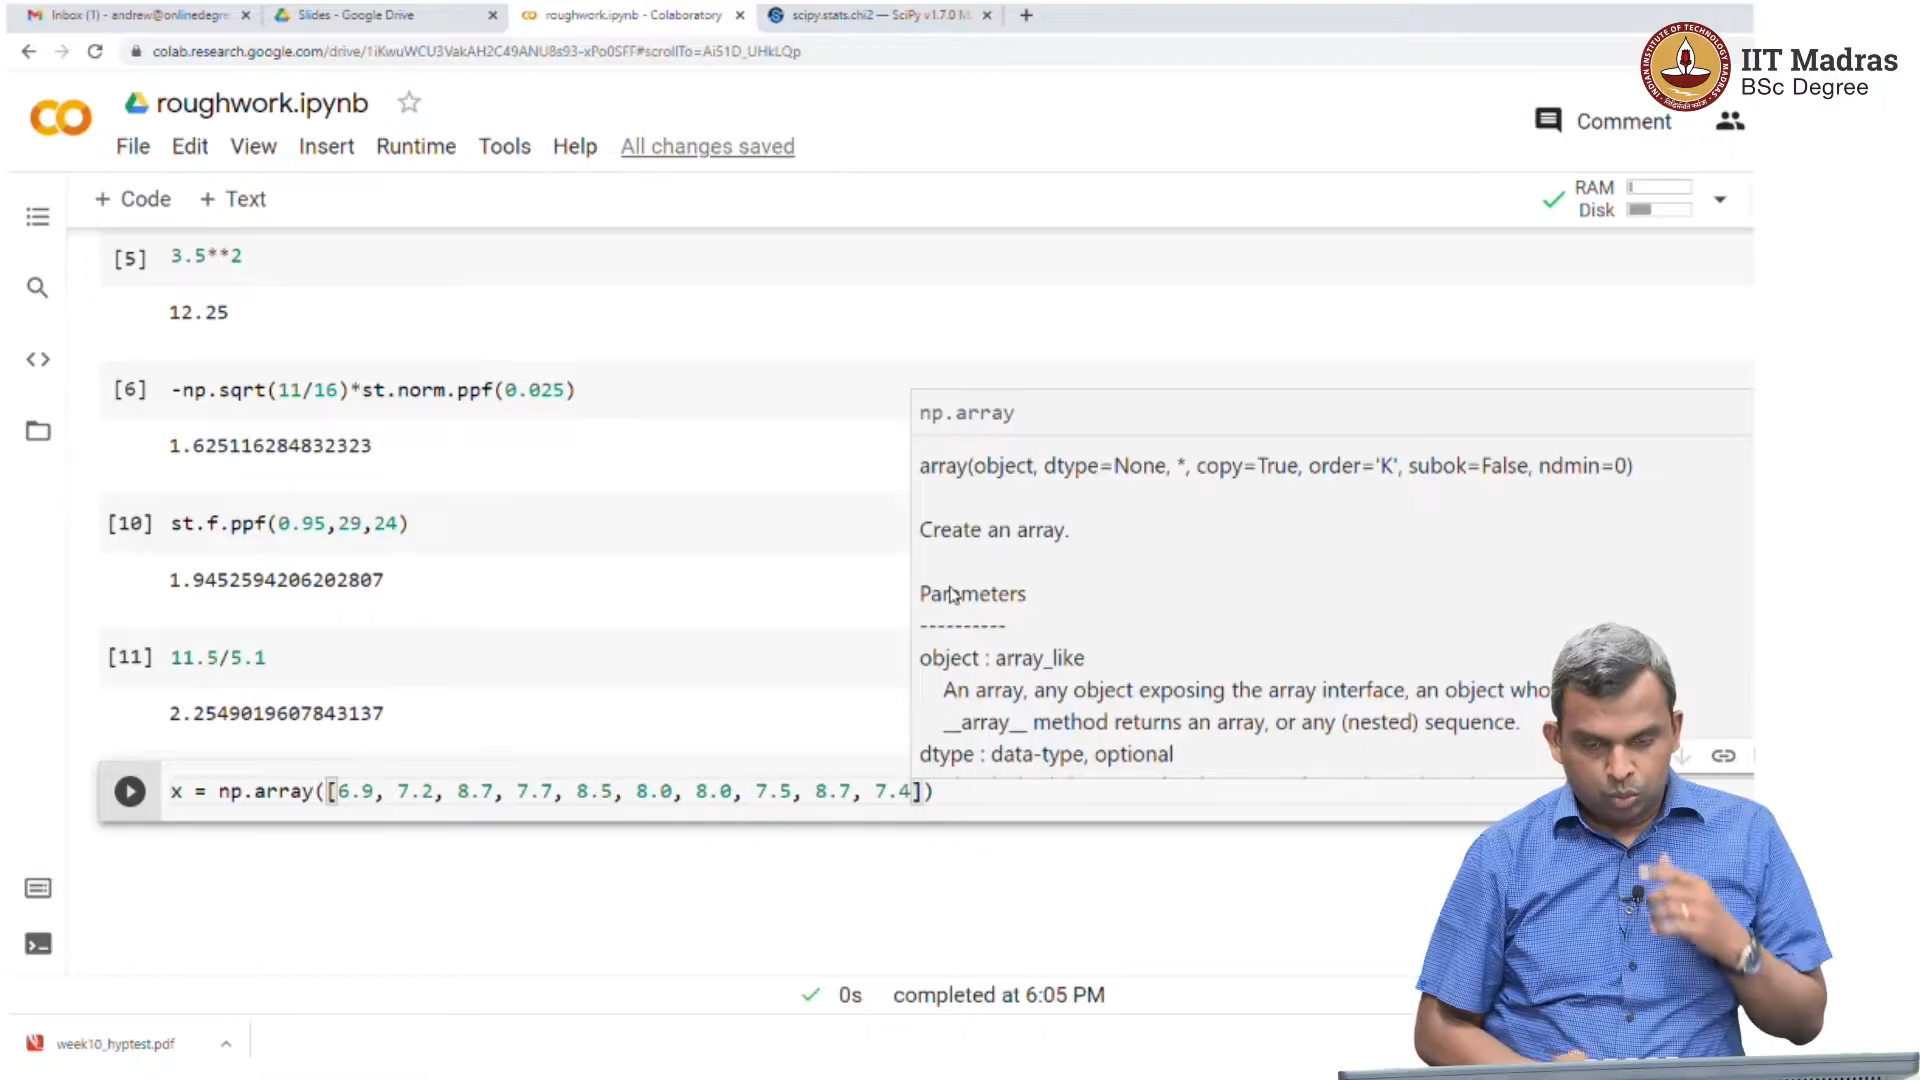 Inbox (1) - andrew@onlinedegre
Slides - Google Drive
roughwork.ipynb - Colaboratory
scipy.stats.chi2 — SciPy v1.7.0 M
colab.research.google.com/drive/1iKwuWCU3VakAH2C49ANU8s93-xPo0SFF#scrollTo=Ai51D_UHkLQp
IIT Madras
BSc Degree
INDIAN INSTITUTE OF TECHNOLOGY MADRAS
CO
roughwork.ipynb
Comment
File Edit View Insert Runtime Tools Help All changes saved
+ Code + Text
RAM
Disk
[5] 3.5**2
12.25
[6] -np.sqrt(11/16)*st.norm.ppf(0.025)
1.625116284832323
[10] st.f.ppf(0.95,29,24)
1.9452594206202807
[11] 11.5/5.1
2.2549019607843137
np.array
array(object, dtype=None, *, copy=True, order='K', subok=False, ndmin=0)
Create an array.
Parameters
----------
object : array_like
An array, any object exposing the array interface, an object who
__array__ method returns an array, or any (nested) sequence.
dtype : data-type, optional
x = np.array([6.9, 7.2, 8.7, 7.7, 8.5, 8.0, 8.0, 7.5, 8.7, 7.4])
0s completed at 6:05 PM
week10_hyptest.pdf